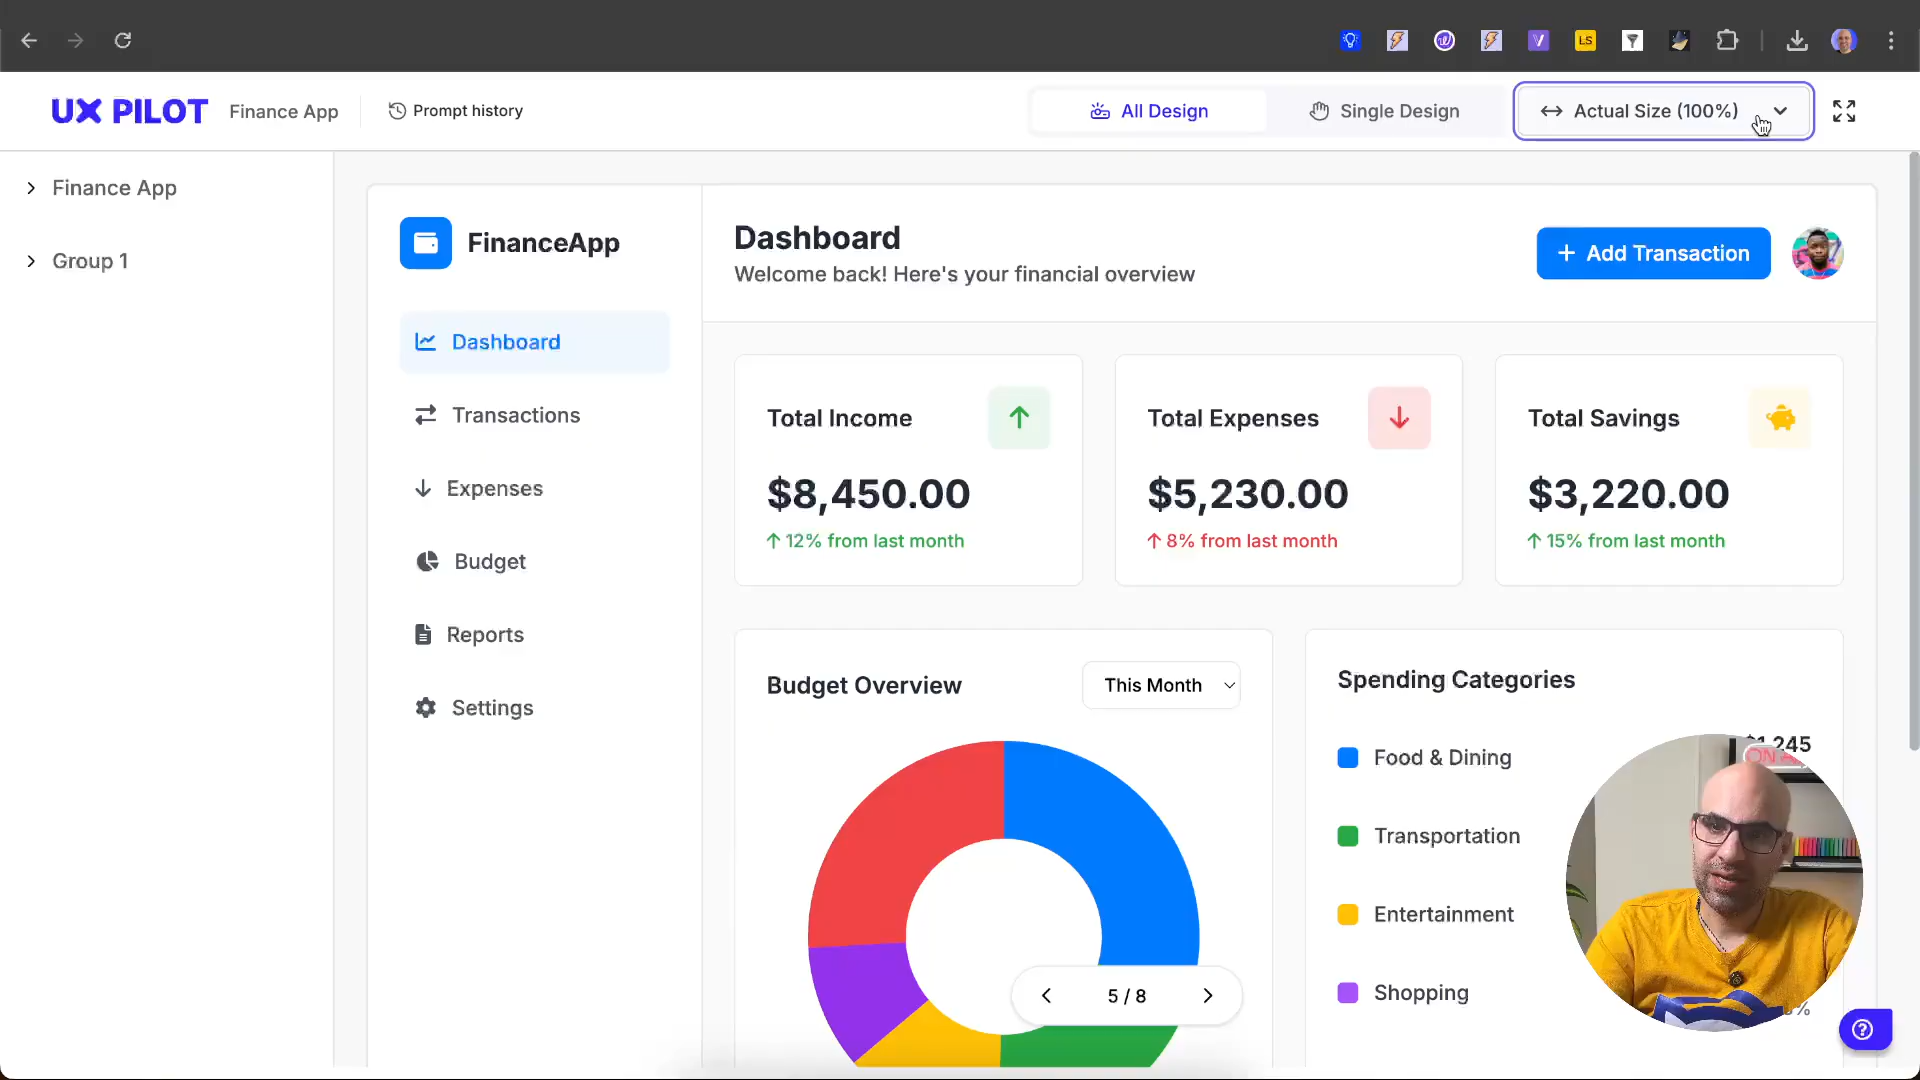 LS
UX PILOT
Finance App
Prompt history
All Design
Single Design
Actual Size (100%)
Finance App
Group 1
FinanceApp
Dashboard
Transactions
Expenses
Budget
Reports
Settings
Dashboard
Welcome back! Here's your financial overview
+ Add Transaction
Total Income
$8,450.00
↑ 12% from last month
Total Expenses
$5,230.00
↑ 8% from last month
Total Savings
$3,220.00
↑ 15% from last month
Budget Overview
This Month
5 / 8
Spending Categories
Food & Dining
$1,245
Transportation
Entertainment
Shopping